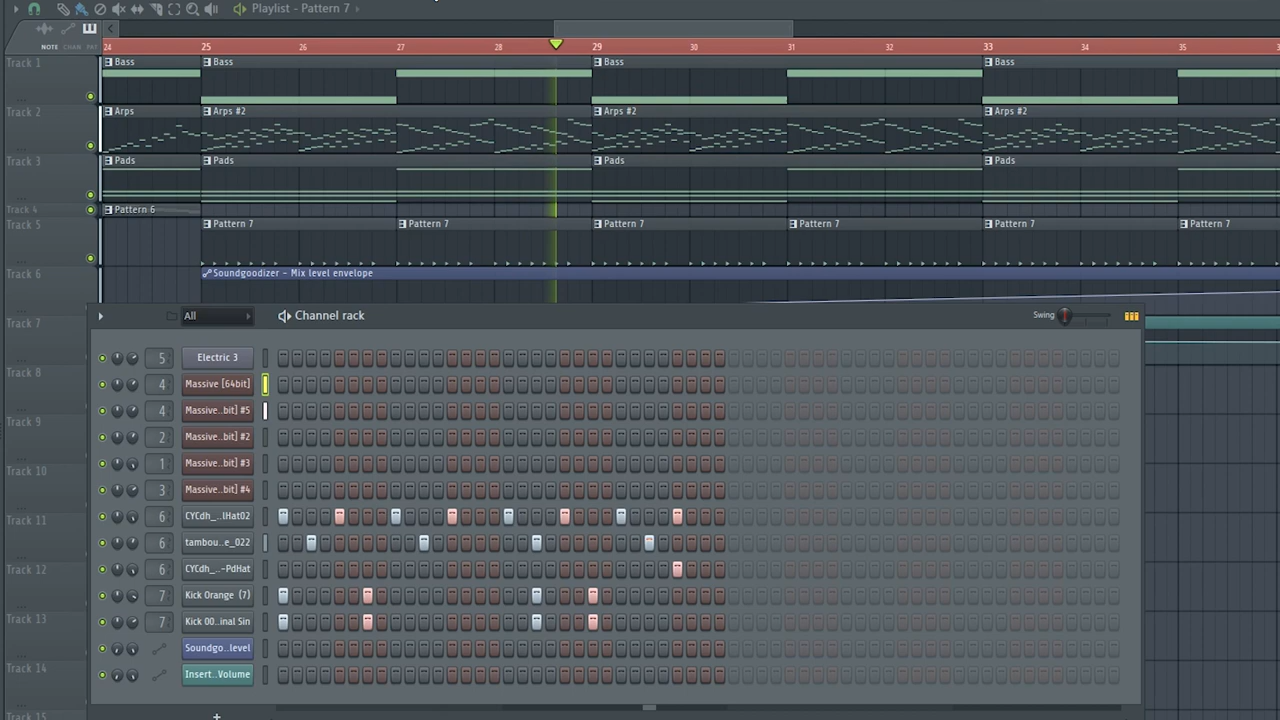 Playlist - Pattern 7
NOTE CHAN PAT
24 25 26 27 28 29 30 31 32 33 34 35
Track 1
Bass Bass Bass Bass
Track 2
Arps Arps #2 Arps #2 Arps #2
Track 3
Pads Pads Pads Pads
Track 4
Pattern 6
Track 5
Pattern 7 Pattern 7 Pattern 7 Pattern 7 Pattern 7 Pattern 7
Track 6
Soundgoodizer - Mix level envelope
Track 7
All Channel rack Swing
5 Electric 3
Track 8
4 Massive [64bit]
4 Massive..bit] #5
Track 9
2 Massive..bit] #2
1 Massive..bit] #3
Track 10
3 Massive..bit] #4
Track 11
6 CYCdh_..lHat02
6 tambou..e_022
Track 12
6 CYCdh_..-PdHat
7 Kick Orange (7)
Track 13
7 Kick 00..inal Sin
Soundgo..level
Track 14
Insert..Volume
Track 15